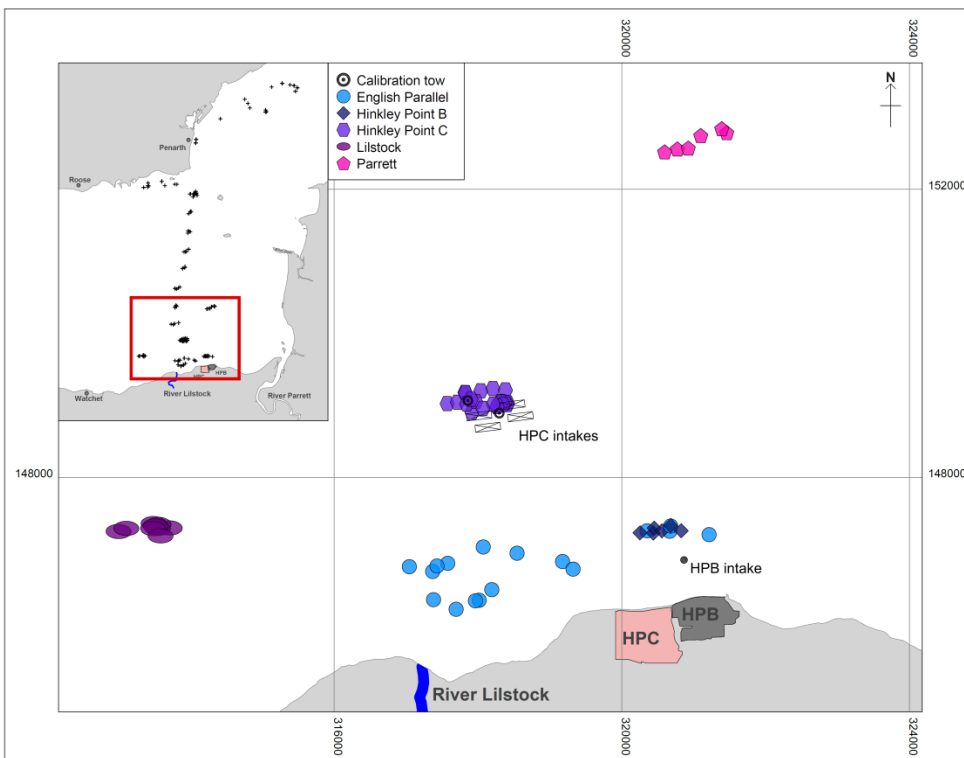 320000
324000
Calibration tow
English Parallel
Hinkley Point B
Hinkley Point C
Lilstock
Parrett
N
Penarth
Roose
152000
HPB
Watchet
River Lilstock
River Parrett
HPC intakes
148000
148000
HPB intake
HPB
HPC
River Lilstock
316000
320000
324000